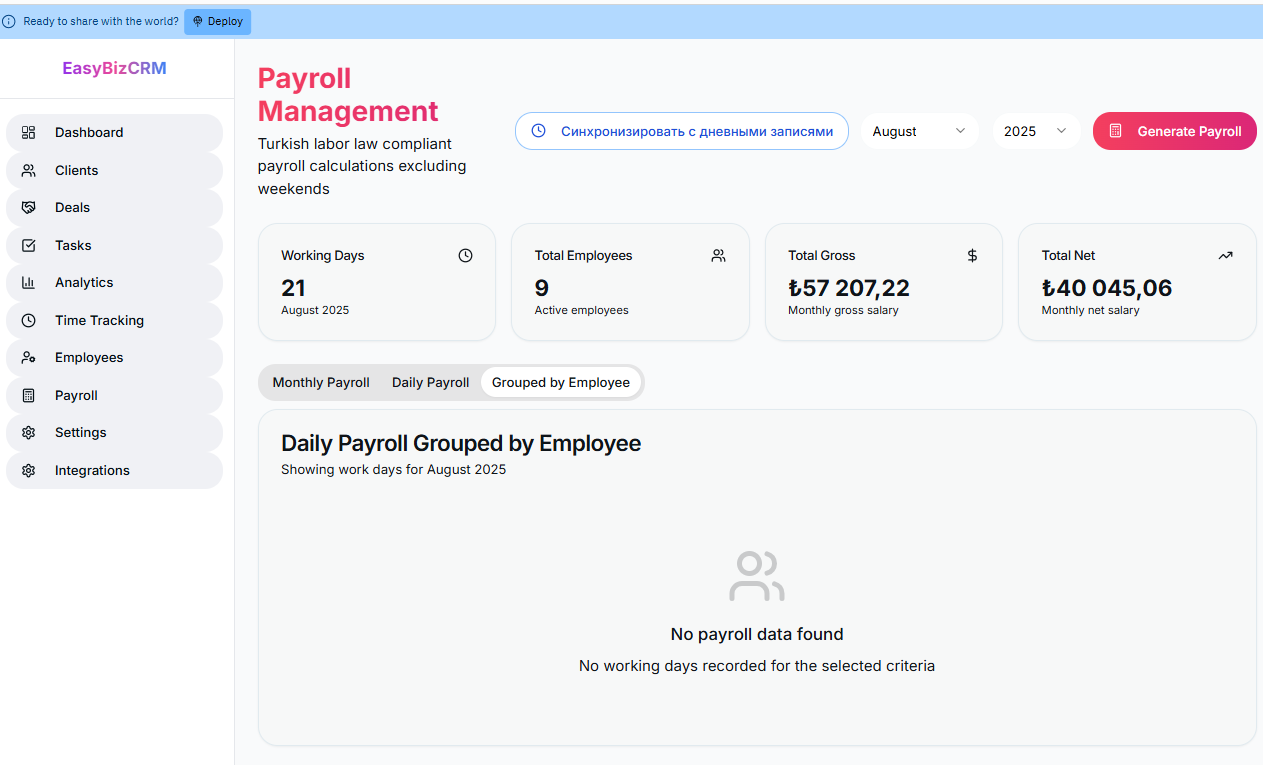 Ready to share with the world?
Deploy
EasyBizCRM
Dashboard
Clients
Deals
Tasks
Analytics
Time Tracking
Employees
Payroll
Settings
Integrations
Payroll
Management
Turkish labor law compliant
payroll calculations excluding
weekends
Синхронизировать с дневными записями
August
2025
Generate Payroll
Working Days
21
August 2025
Total Employees
9
Active employees
Total Gross
₺57 207,22
Monthly gross salary
Total Net
₺40 045,06
Monthly net salary
Monthly Payroll
Daily Payroll
Grouped by Employee
Daily Payroll Grouped by Employee
Showing work days for August 2025
No payroll data found
No working days recorded for the selected criteria